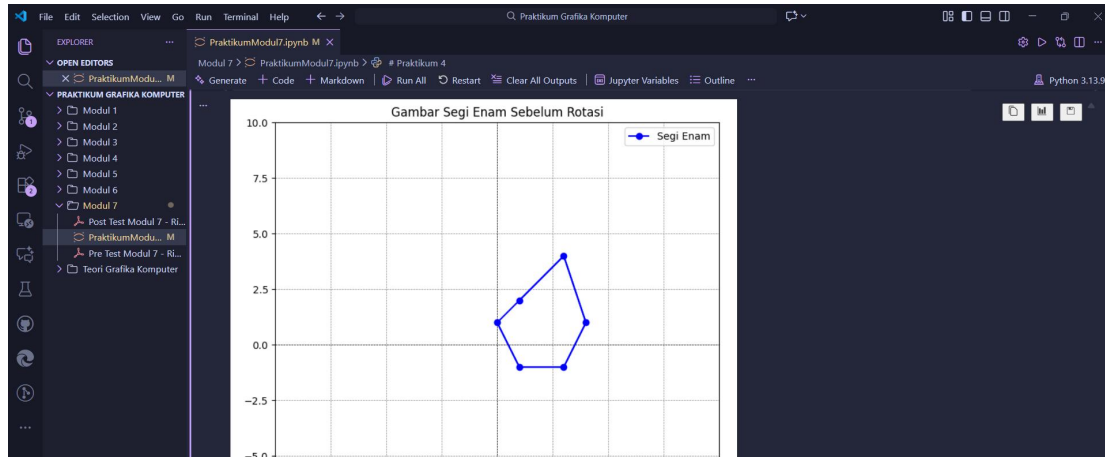 File Edit Selection View Go Run Terminal Help
Praktikum Grafika Komputer
EXPLORER
PraktikumModul7.ipynb M
OPEN EDITORS
PraktikumModu... M
PRAKTIKUM GRAFIKA KOMPUTER
Modul 1
Modul 2
Modul 3
Modul 4
Modul 5
Modul 6
Modul 7
Post Test Modul 7 - Ri...
PraktikumModu... M
Pre Test Modul 7 - Ri...
Teori Grafika Komputer
1
2
Modul 7 > PraktikumModul7.ipynb > # Praktikum 4
Generate + Code + Markdown | Run All Restart Clear All Outputs | Jupyter Variables Outline ...
Python 3.13.9
Gambar Segi Enam Sebelum Rotasi
Segi Enam
10.0
7.5
5.0
2.5
0.0
−2.5
−5.0